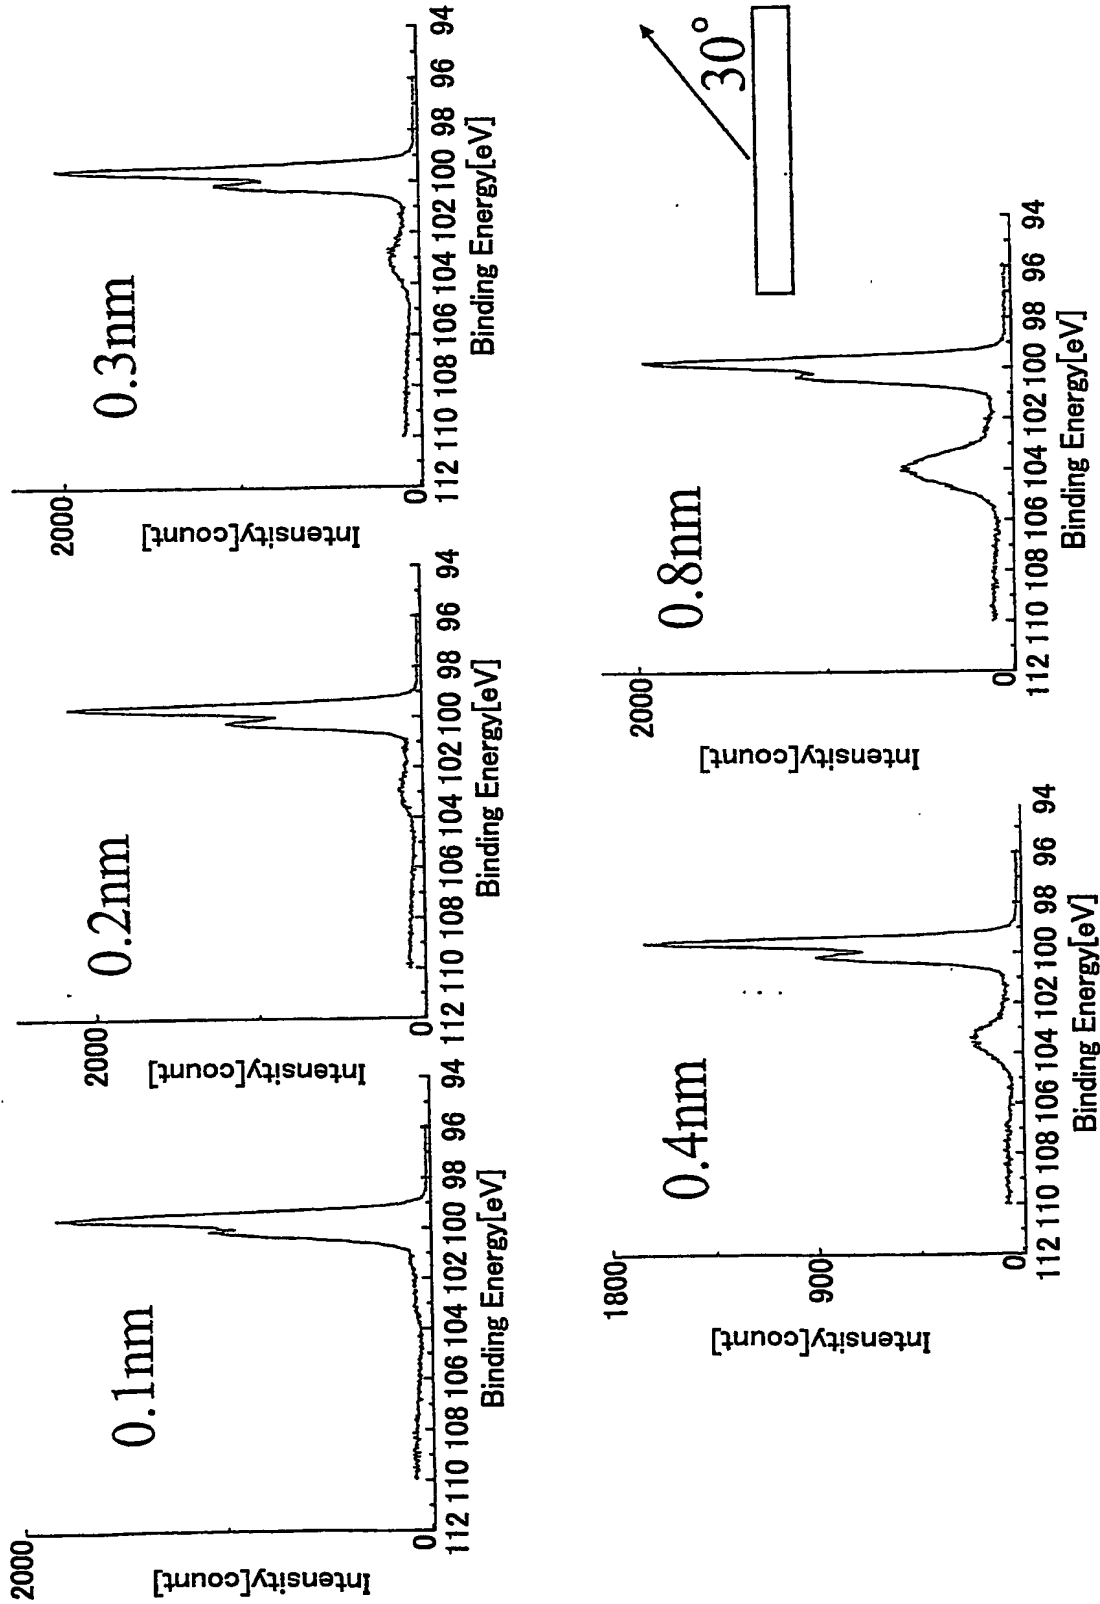 0.1nm
Intensity[count]
2000
0
112 110 108 106 104 102 100 98 96 94
Binding Energy[eV]
0.2nm
Intensity[count]
2000
0
112 110 108 106 104 102 100 98 96 94
Binding Energy[eV]
0.3nm
Intensity[count]
2000
0
112 110 108 106 104 102 100 98 96 94
Binding Energy[eV]
0.4nm
Intensity[count]
1800
900
0
112 110 108 106 104 102 100 98 96 94
Binding Energy[eV]
0.8nm
Intensity[count]
2000
0
112 110 108 106 104 102 100 98 96 94
Binding Energy[eV]
30°